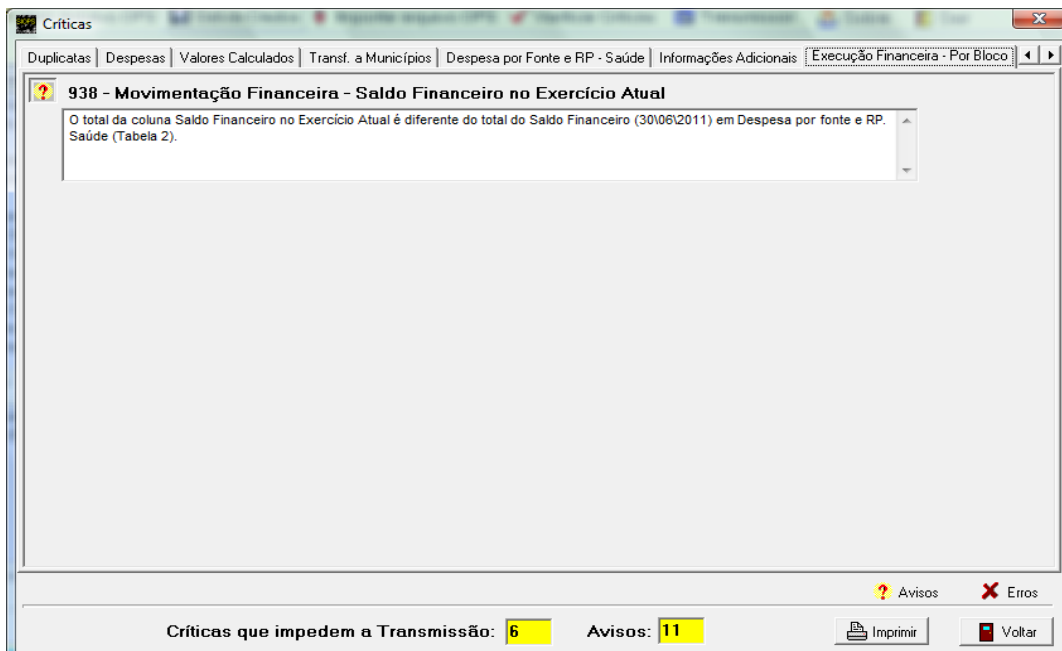 Críticas
Duplicatas Despesas Valores Calculados Transf. a Municípios Despesa por Fonte e RP - Saúde Informações Adicionais Execução Financeira - Por Bloco
938 - Movimentação Financeira - Saldo Financeiro no Exercício Atual
O total da coluna Saldo Financeiro no Exercício Atual é diferente do total do Saldo Financeiro (30\06\2011) em Despesa por fonte e RP.
Saúde (Tabela 2).
Avisos Erros
Críticas que impedem a Transmissão: 6 Avisos: 11 Imprimir Voltar